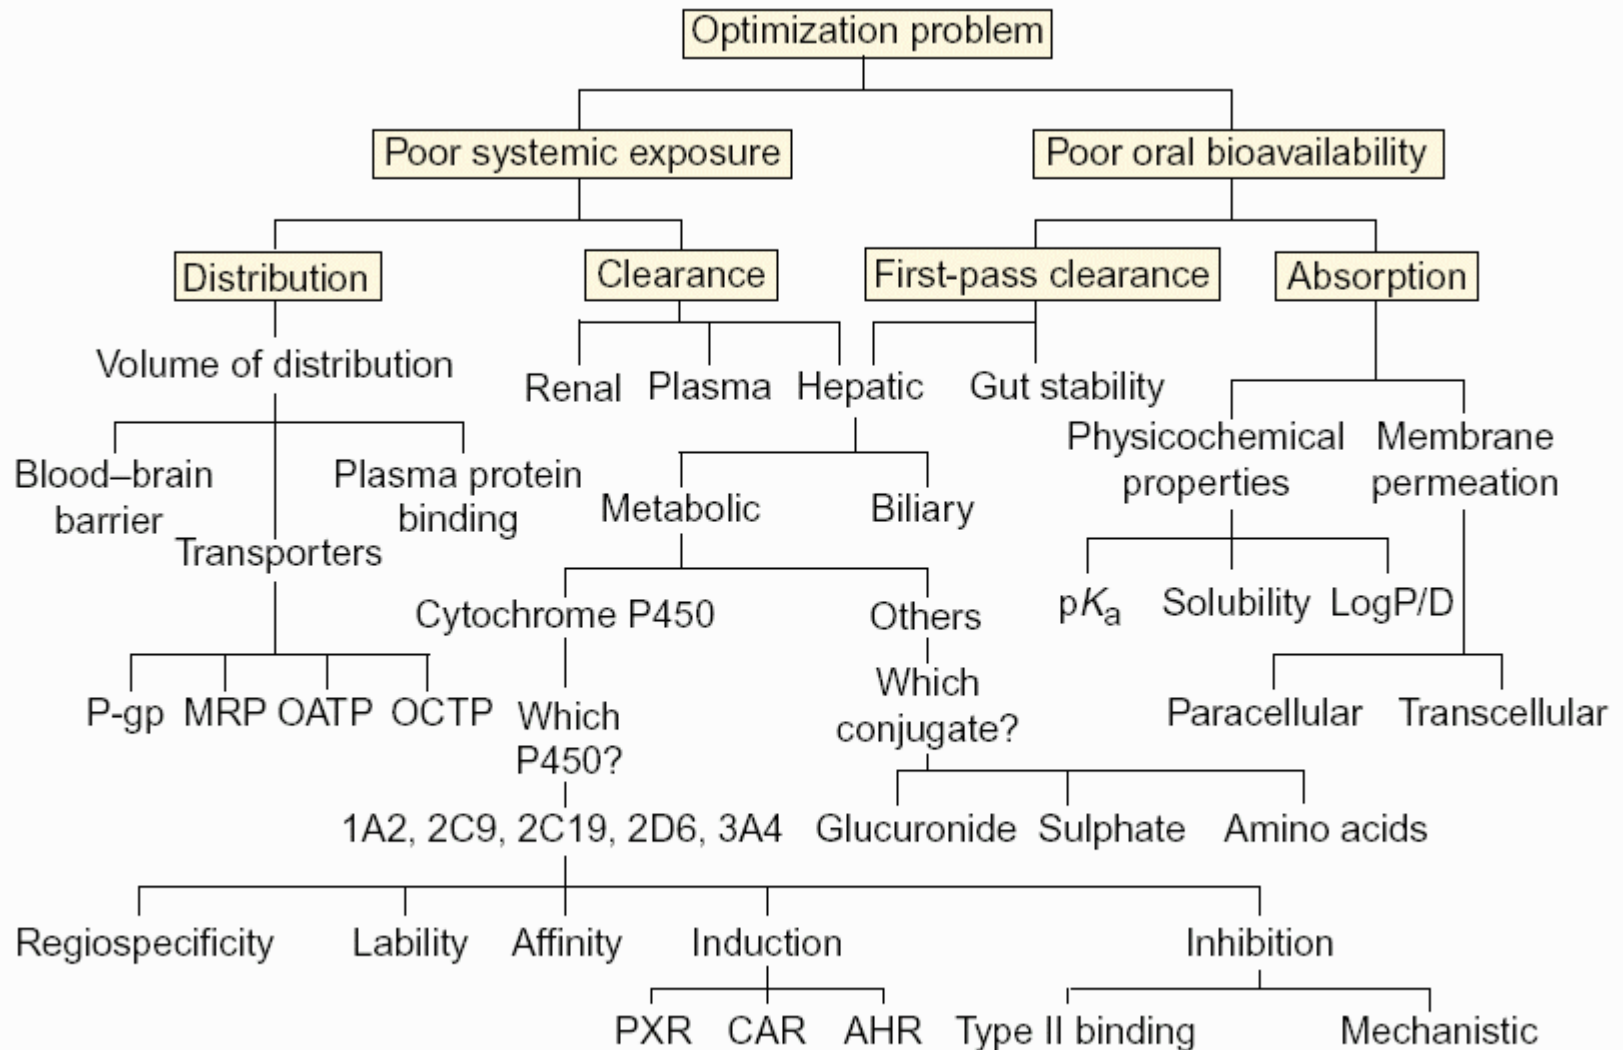 Optimization problem
Poor systemic exposure
Poor oral bioavailability
Distribution
Clearance
First-pass clearance
Absorption
Volume of distribution
Renal
Plasma
Hepatic
Gut stability
Physicochemical
properties
Membrane
permeation
Blood–brain
barrier
Plasma protein
binding
Transporters
Metabolic
Biliary
pKa
Solubility
LogP/D
Cytochrome P450
Others
Which
conjugate?
P-gp
MRP
OATP
OCTP
Which
P450?
Paracellular
Transcellular
1A2, 2C9, 2C19, 2D6, 3A4
Glucuronide
Sulphate
Amino acids
Regiospecificity
Lability
Affinity
Induction
Inhibition
PXR
CAR
AHR
Type II binding
Mechanistic